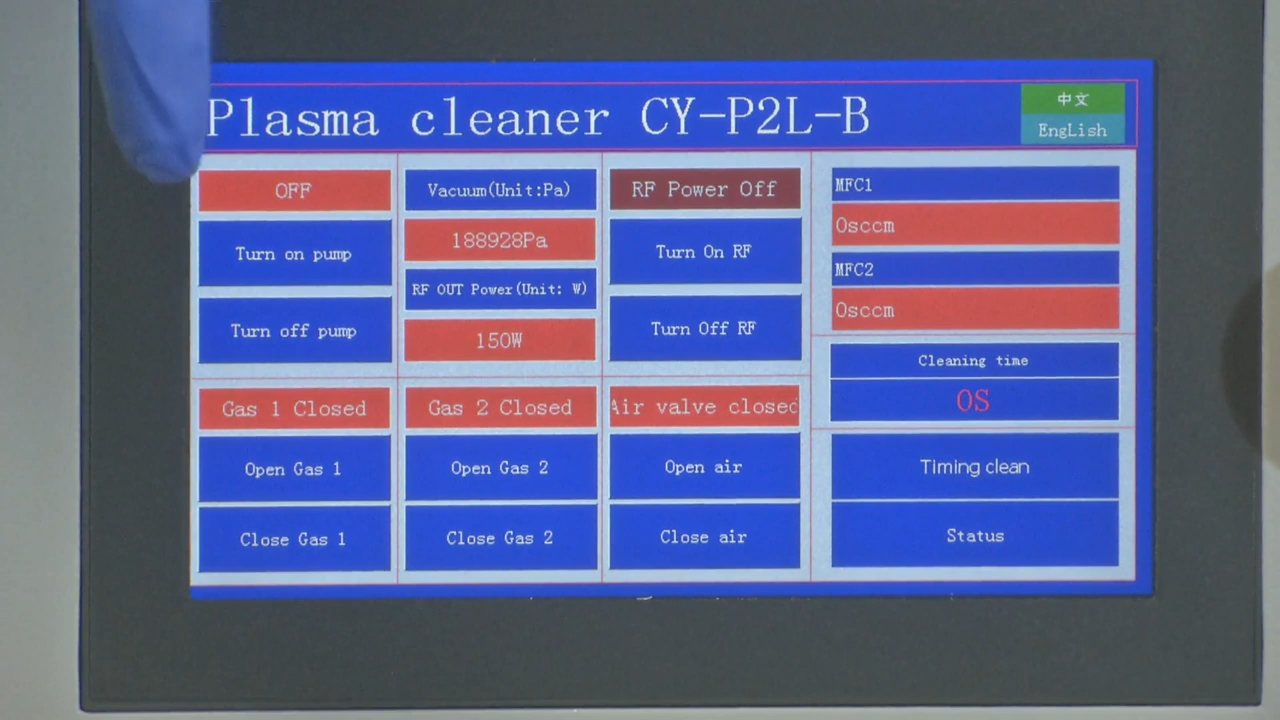 Plasma cleaner CY-P2L-B
中文
EngLish
OFF
Turn on pump
Turn off pump
Vacuum(Unit:Pa)
188928Pa
RF OUT Power(Unit: W)
150W
RF Power Off
Turn On RF
Turn Off RF
MFC1
0sccm
MFC2
0sccm
Cleaning time
0S
Gas 1 Closed
Open Gas 1
Close Gas 1
Gas 2 Closed
Open Gas 2
Close Gas 2
Air valve closed
Open air
Close air
Timing clean
Status